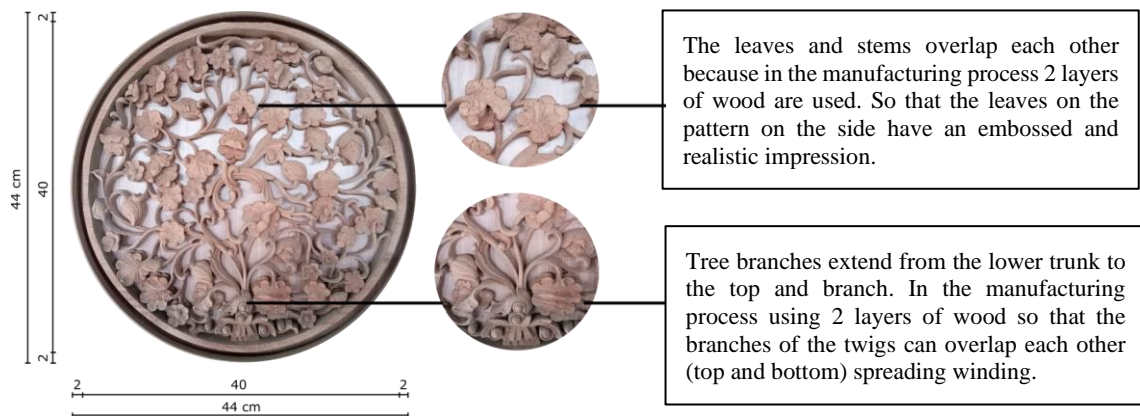 2
44 cm
40
2
2
40
2
44 cm
The leaves and stems overlap each other
because in the manufacturing process 2 layers
of wood are used. So that the leaves on the
pattern on the side have an embossed and
realistic impression.
Tree branches extend from the lower trunk to
the top and branch. In the manufacturing
process using 2 layers of wood so that the
branches of the twigs can overlap each other
(top and bottom) spreading winding.